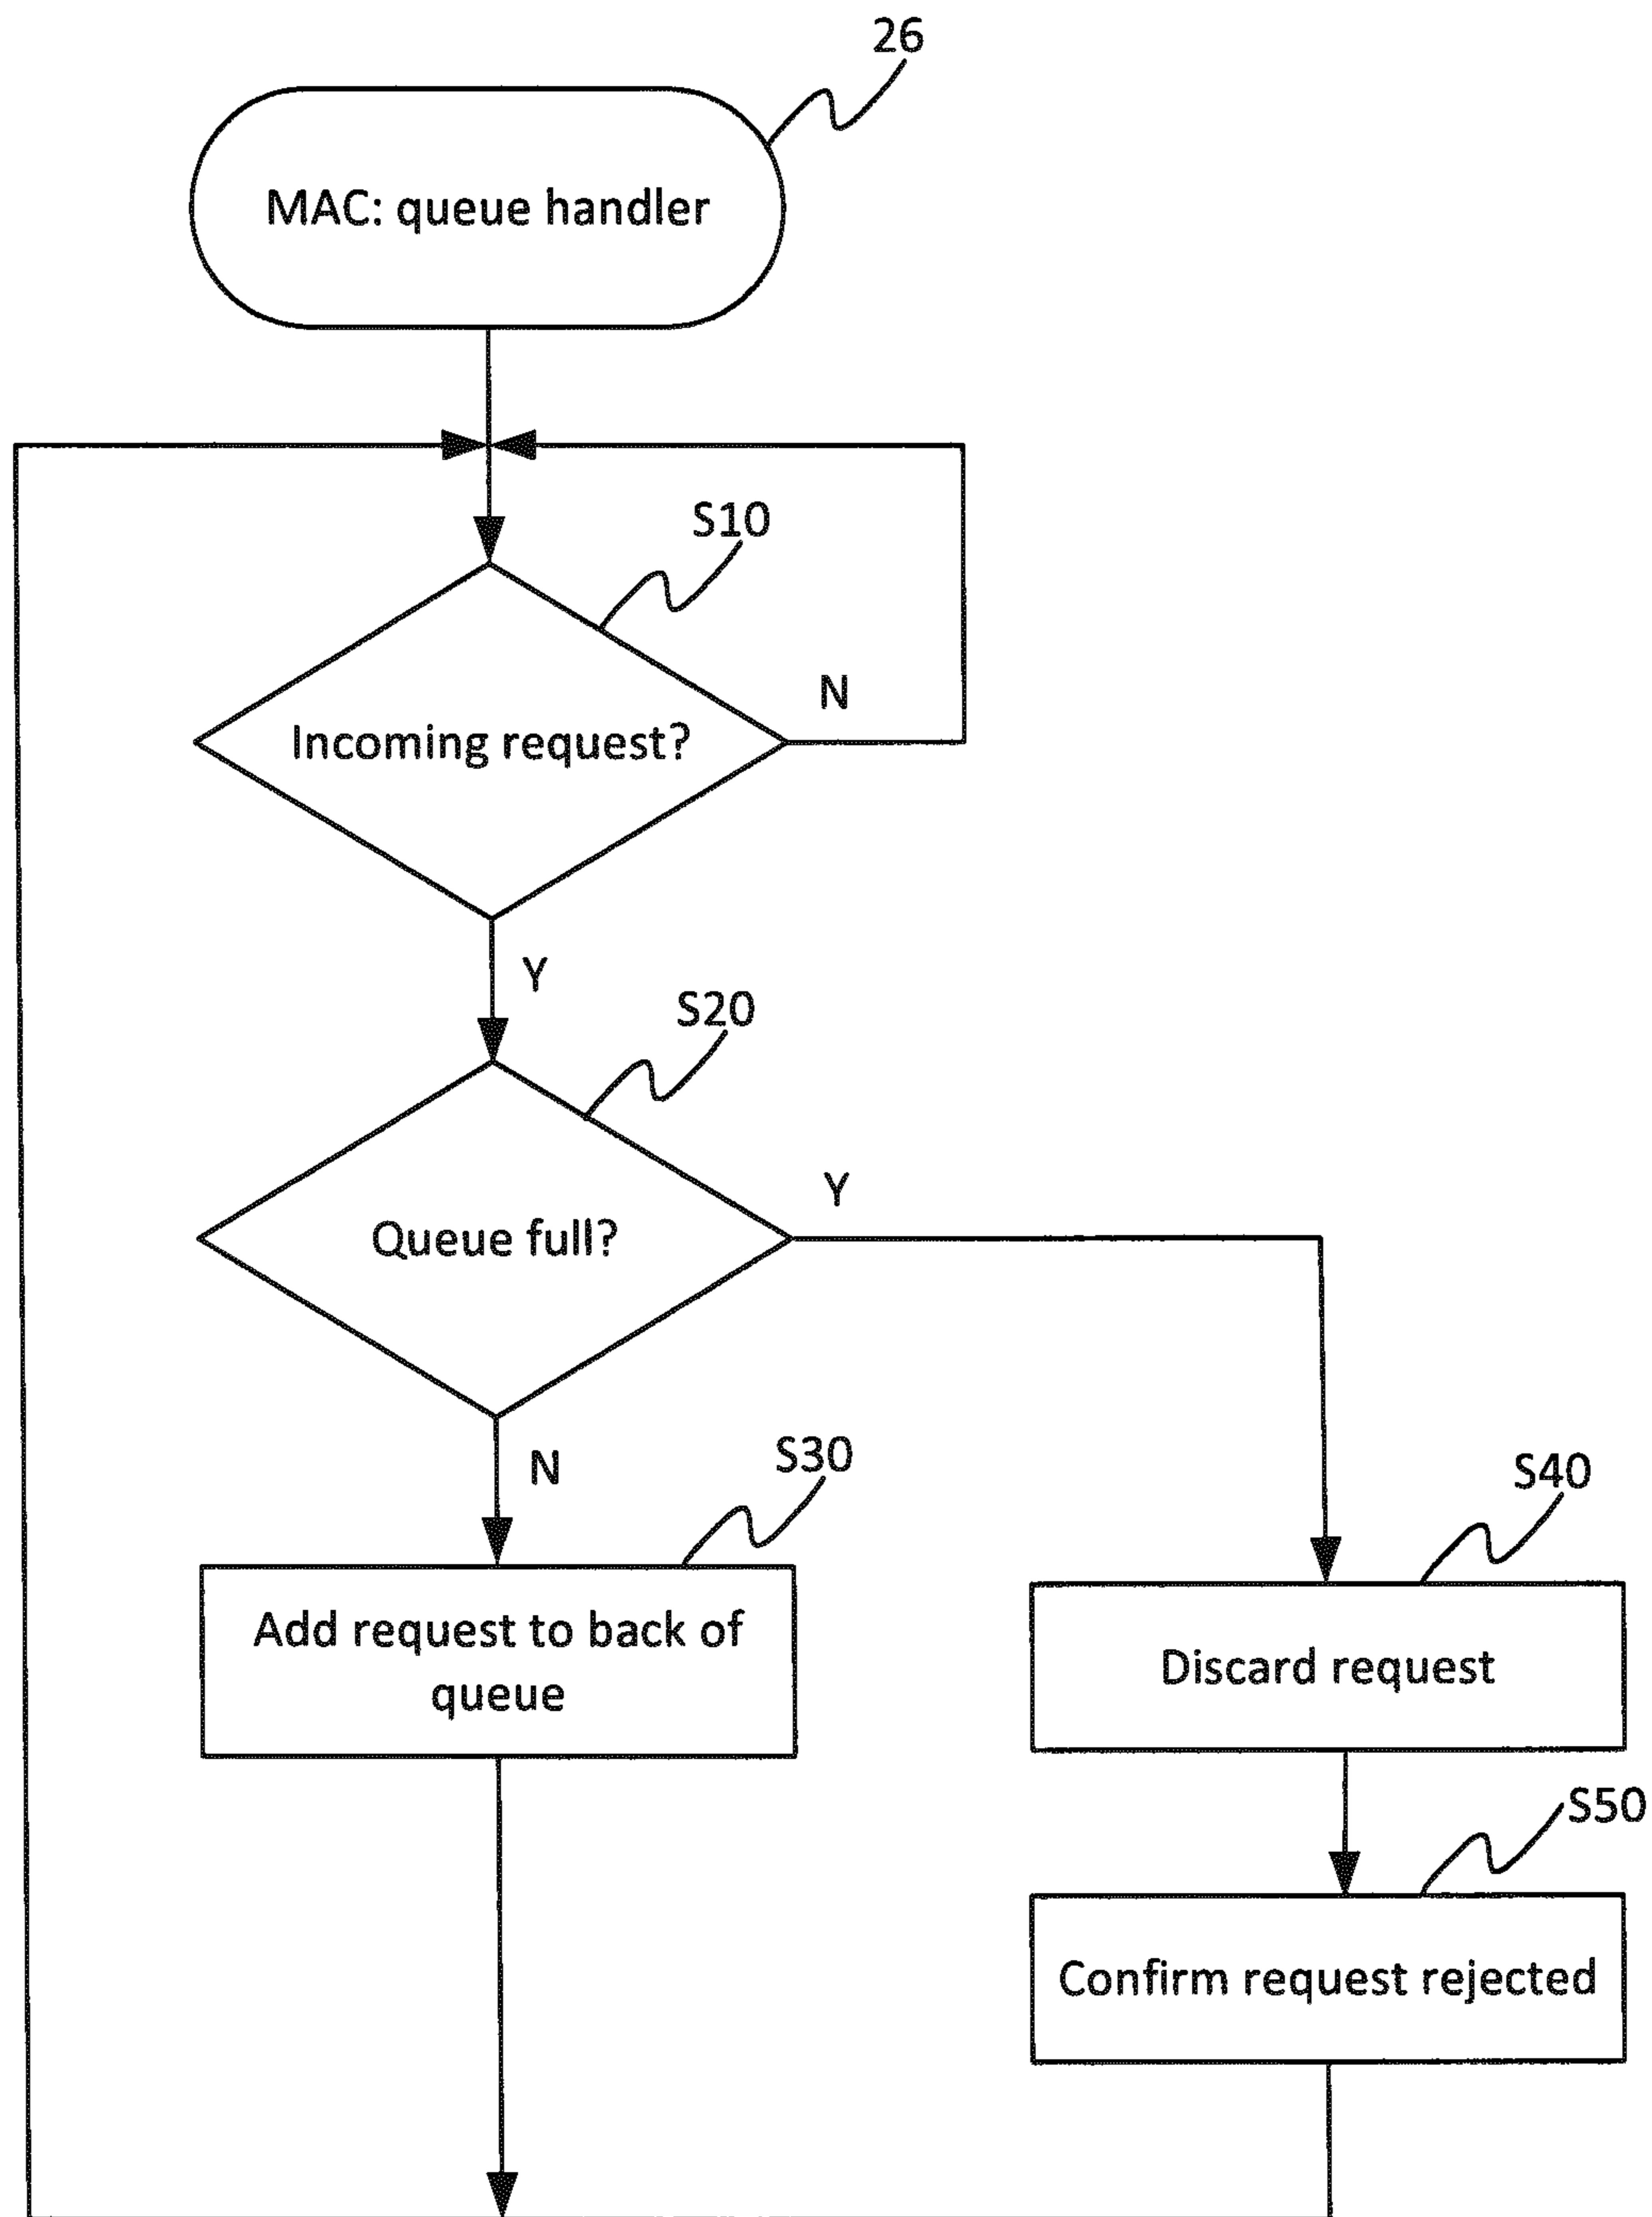 26
MAC: queue handler
S10
N
Incoming request?
Y
S20
Y
Queue full?
N
S30
S40
Add request to back of
queue
Discard request
S50
Confirm request rejected